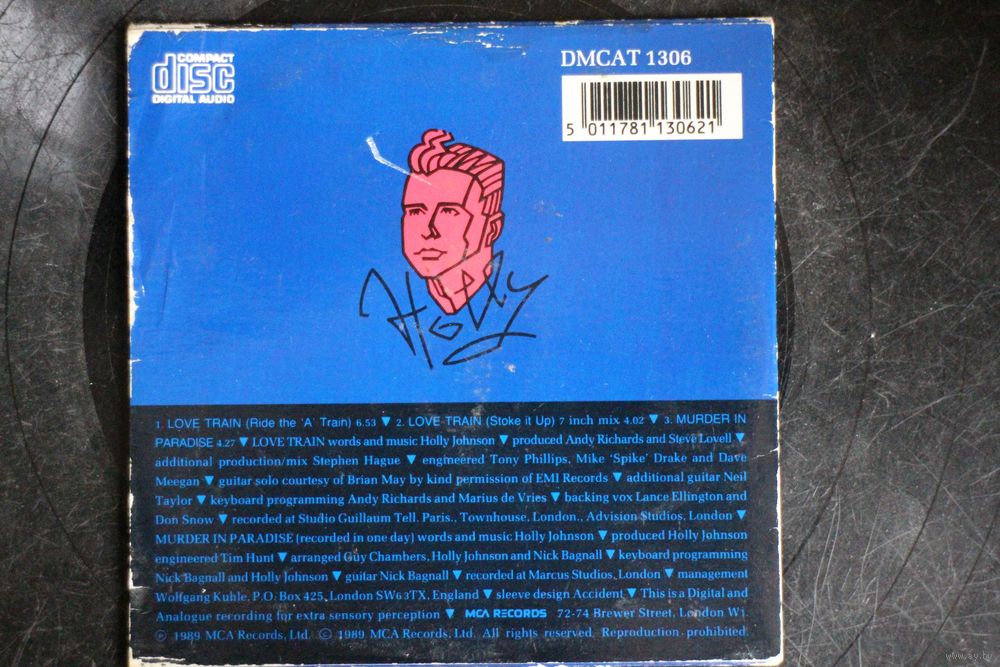 COMPACT
disc
DIGITAL AUDIO
DMCAT 1306
5 011781 130621
Holly
1. LOVE TRAIN (Ride the 'A' Train) 6.53 ▼ 2. LOVE TRAIN (Stoke it Up) 7 inch mix 4.02 ▼ 3. MURDER IN
PARADISE 4.27 ▼ LOVE TRAIN words and music Holly Johnson ▼ produced Andy Richards and Steve Lovell ▼
additional production/mix Stephen Hague ▼ engineered Tony Phillips, Mike 'Spike' Drake and Dave
Meegan ▼ guitar solo courtesy of Brian May by kind permission of EMI Records ▼ additional guitar Neil
Taylor ▼ keyboard programming Andy Richards and Marius de Vries ▼ backing vox Lance Ellington and
Don Snow ▼ recorded at Studio Guillaum Tell. Paris., Townhouse, London., Advision Studios, London ▼
MURDER IN PARADISE (recorded in one day) words and music Holly Johnson ▼ produced Holly Johnson
engineered Tim Hunt ▼ arranged Guy Chambers, Holly Johnson and Nick Bagnall ▼ keyboard programming
Nick Bagnall and Holly Johnson ▼ guitar Nick Bagnall ▼ recorded at Marcus Studios, London ▼ management
Wolfgang Kuhle, P.O. Box 425, London SW63TX, England ▼ sleeve design Accident ▼ This is a Digital and
Analogue recording for extra sensory perception ▼ MCA RECORDS 72-74 Brewer Street, London W1.
℗ 1989 MCA Records, Ltd. © 1989 MCA Records, Ltd. All rights reserved. Reproduction prohibited.
www.ay.by